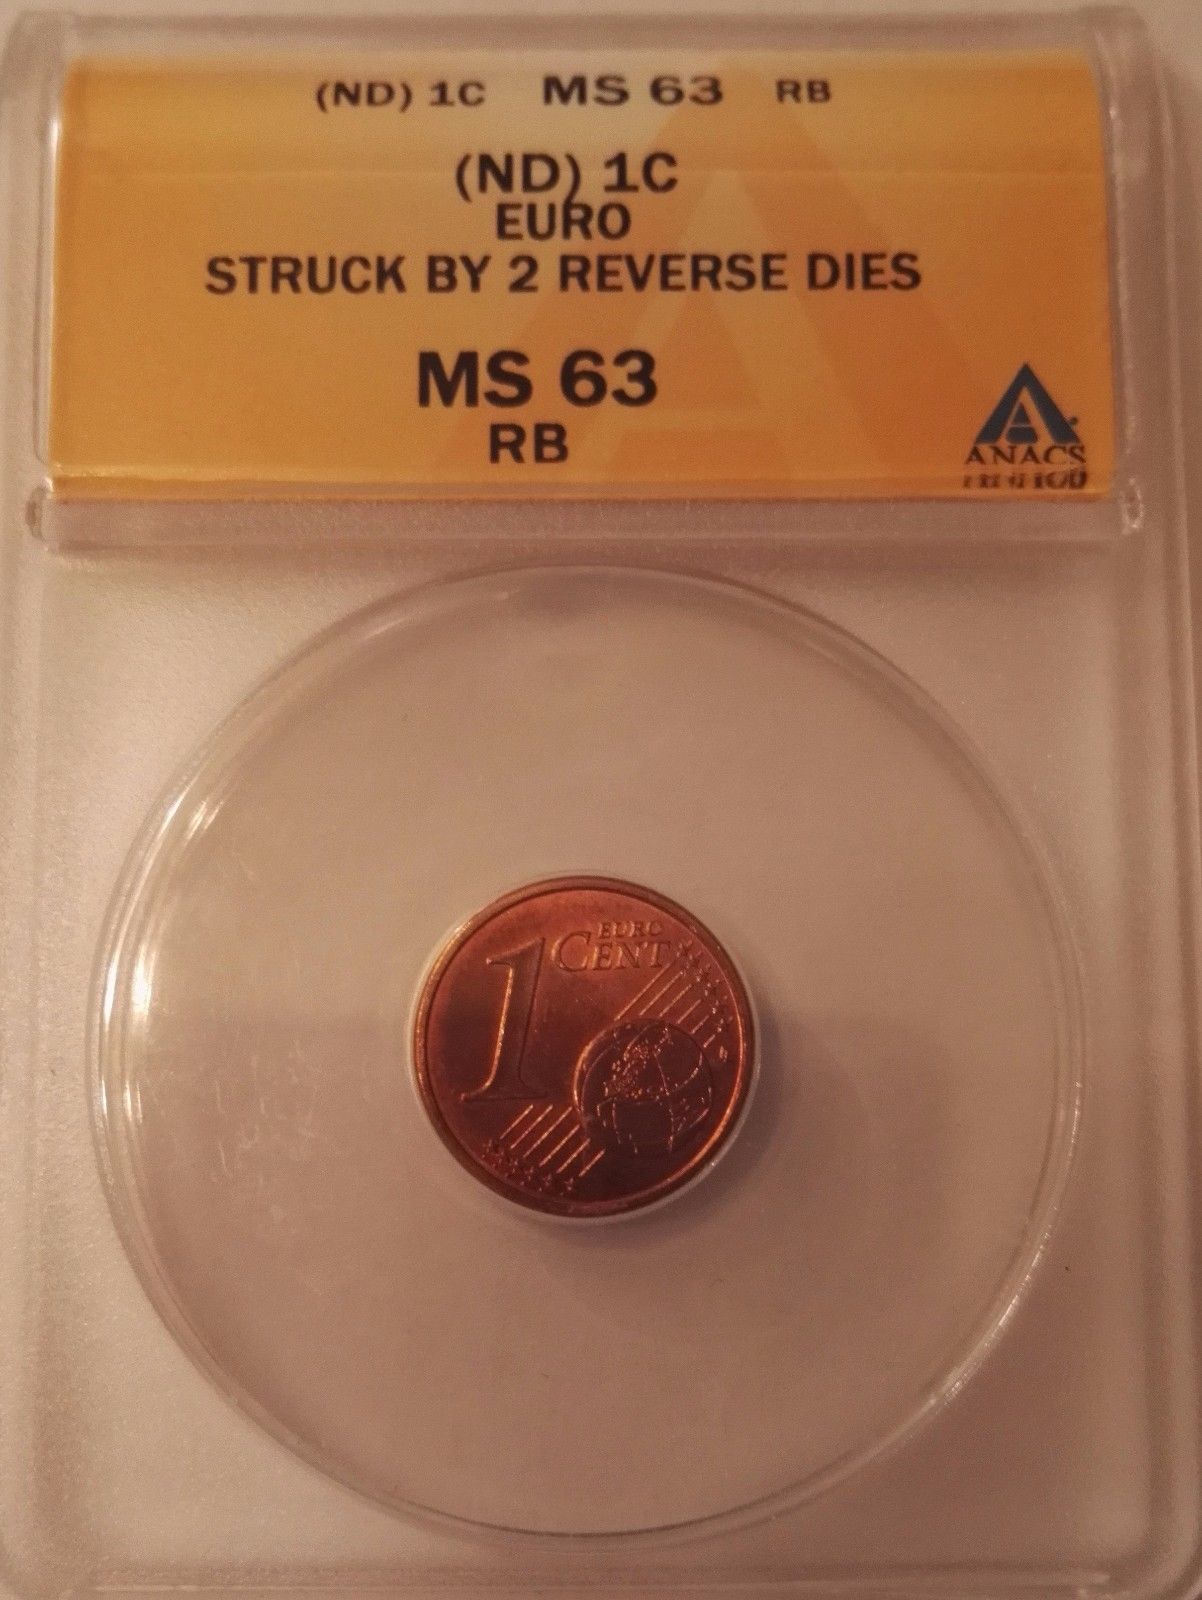 (ND) 1C MS 63 RB
(ND) 1C
EURO
STRUCK BY 2 REVERSE DIES
MS 63
RB
ANACS
1
EURO
CENT